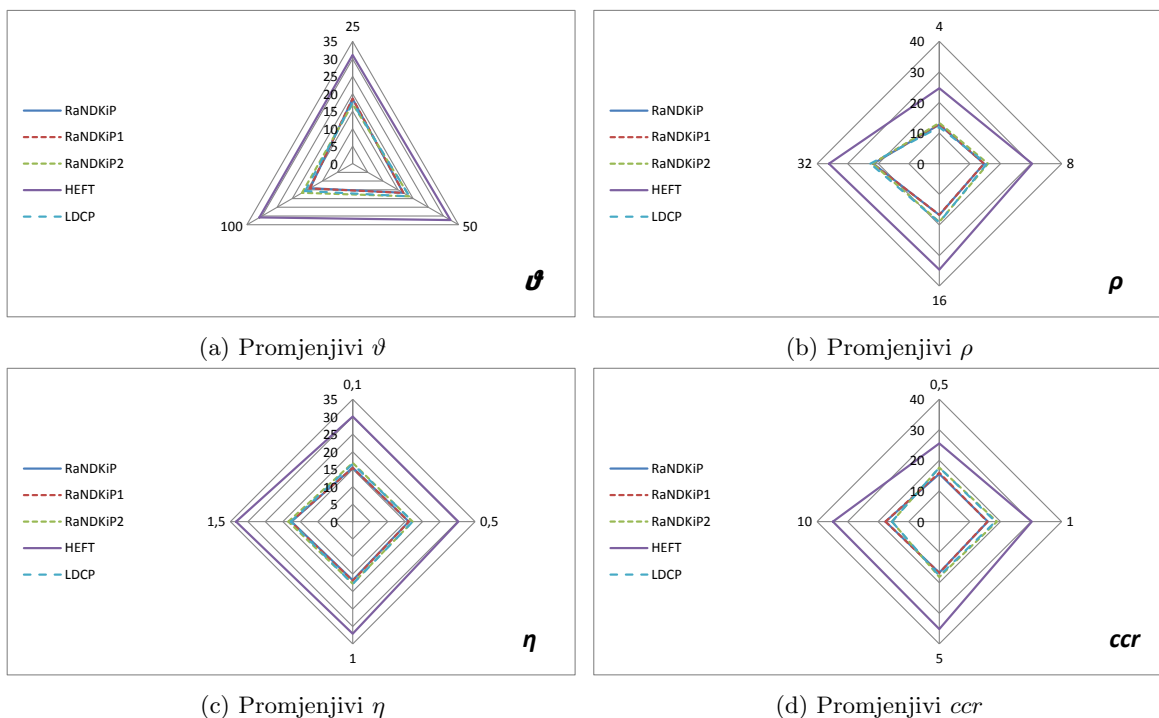 25
35
30
25
20
15
10
5
0
100
50
RaNDKiP
RaNDKiP1
RaNDKiP2
HEFT
LDCP
ϑ
(a) Promjenjivi ϑ
4
40
30
20
10
0
32
8
16
RaNDKiP
RaNDKiP1
RaNDKiP2
HEFT
LDCP
ρ
(b) Promjenjivi ρ
0,1
35
30
25
20
15
10
5
0
1,5
0,5
1
RaNDKiP
RaNDKiP1
RaNDKiP2
HEFT
LDCP
η
(c) Promjenjivi η
0,5
40
30
20
10
0
10
1
5
RaNDKiP
RaNDKiP1
RaNDKiP2
HEFT
LDCP
ccr
(d) Promjenjivi ccr